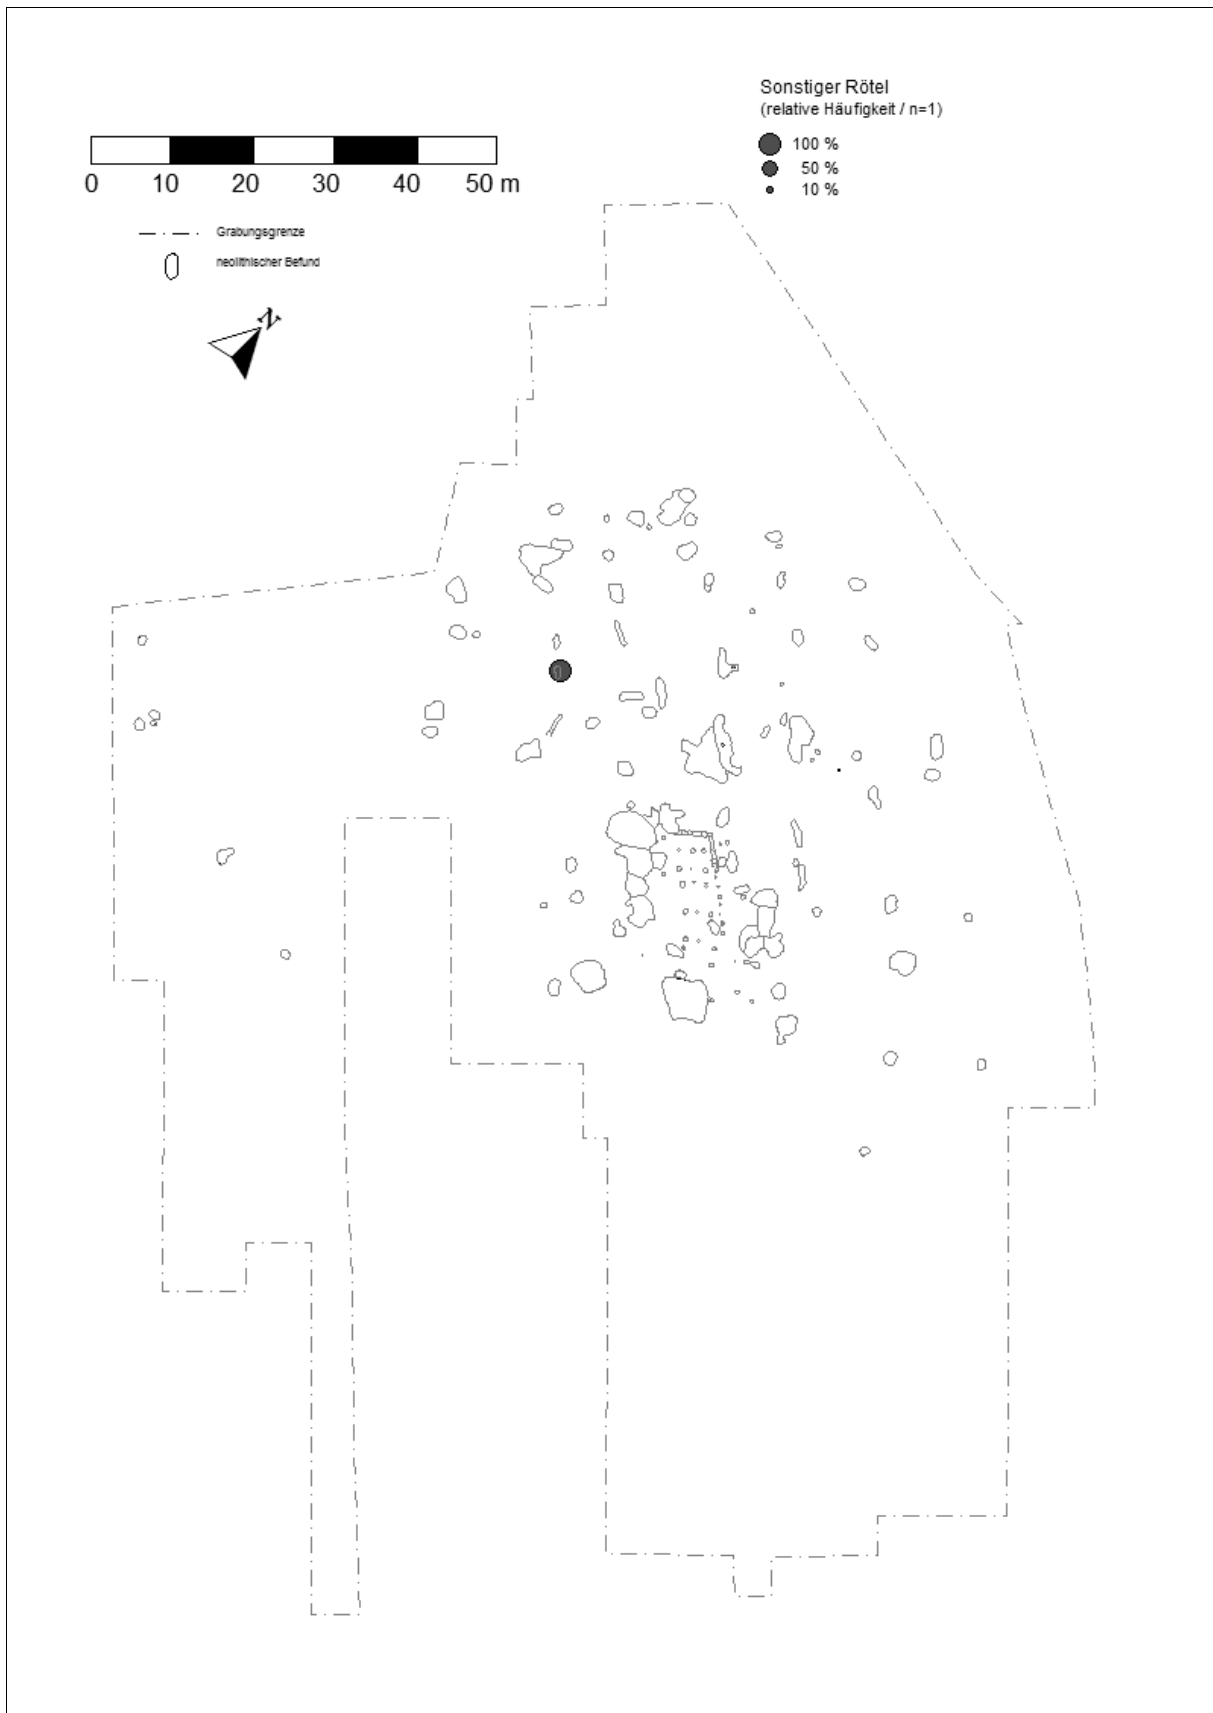 Sonstiger Rötel
(relative Häufigkeit / n=1)
100 %
50 %
10 %
0 10 20 30 40 50 m
Grabungsgrenze
neolithischer Befund
N